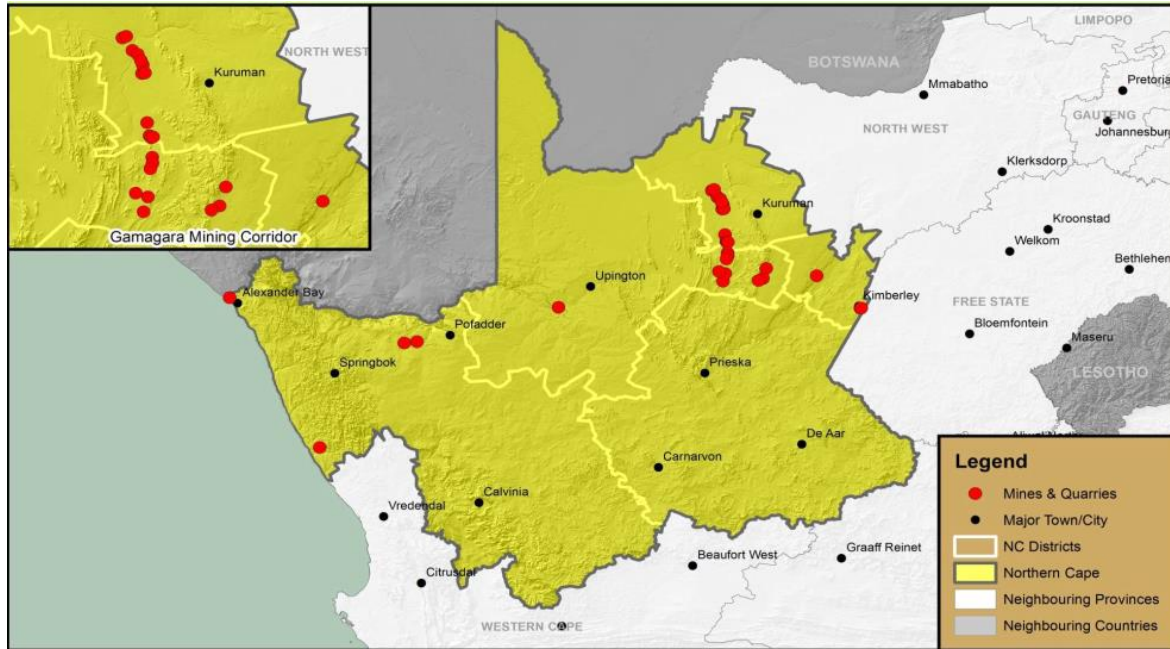 NORTH WEST
Kuruman
Gamagara Mining Corridor
LIMPOPO
BOTSWANA
Mmabatho
Pretoria
GAUTENG
Johannesburg
NORTH WEST
Klerksdorp
Kuruman
Kroonstad
Welkom
Bethlehem
Upington
Alexander Bay
Kimberley
FREE STATE
Pofadder
Bloemfontein
Maseru
Springbok
Prieska
LESOTHO
De Aar
Carnarvon
Calvinia
Vredendal
Beaufort West
Graaff Reinet
Citrusdal
WESTERN CAPE
Legend
Mines & Quarries
Major Town/City
NC Districts
Northern Cape
Neighbouring Provinces
Neighbouring Countries